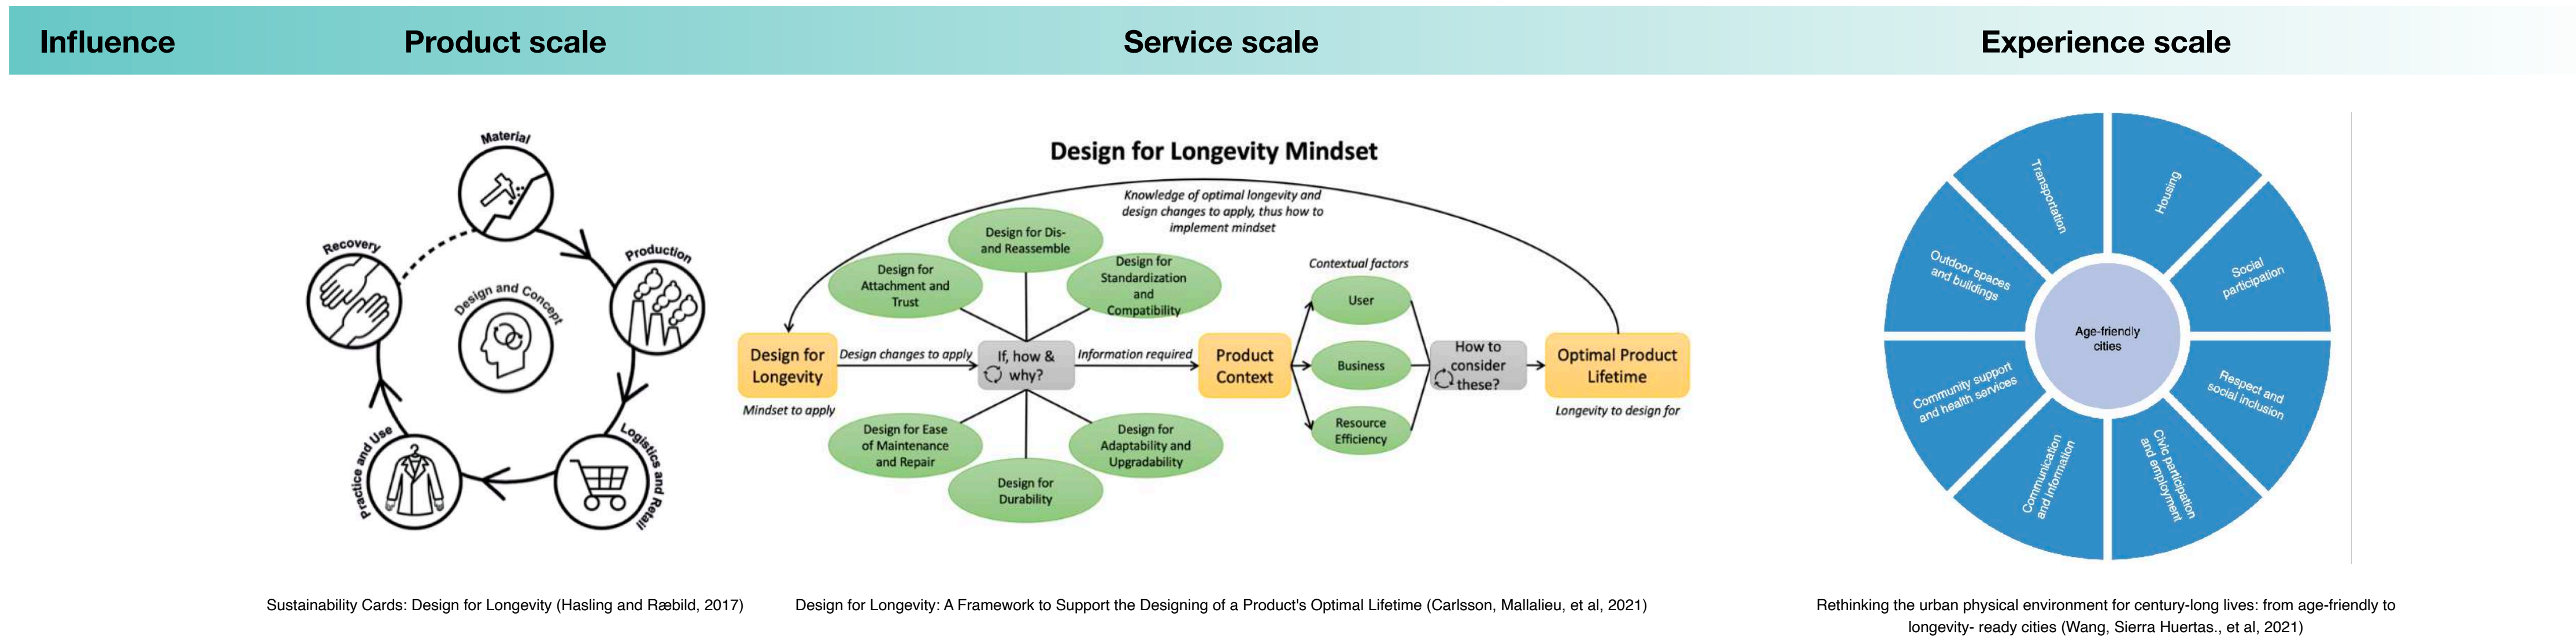 Influence
Product scale
Service scale
Experience scale
Material
Production
Logistics and Retail
Practice and Use
Recovery
Design and Concept
Design for Longevity Mindset
Knowledge of optimal longevity and
design changes to apply, thus how to
implement mindset
Design for Dis-
and Reassemble
Design for
Attachment and
Trust
Design for
Standardization
and
Compatibility
Design for
Longevity
Mindset to apply
Design changes to apply
If, how &
why?
Information required
Product
Context
Contextual factors
User
Business
Resource
Efficiency
How to
consider
these?
Optimal Product
Lifetime
Longevity to design for
Design for Ease
of Maintenance
and Repair
Design for
Durability
Design for
Adaptability and
Upgradability
Transportation
Housing
Social
participation
Respect and
social inclusion
Civic participation
and employment
Communication
and information
Community support
and health services
Outdoor spaces
and buildings
Age-friendly
cities
Sustainability Cards: Design for Longevity (Hasling and Ræbild, 2017)
Design for Longevity: A Framework to Support the Designing of a Product's Optimal Lifetime (Carlsson, Mallalieu, et al, 2021)
Rethinking the urban physical environment for century-long lives: from age-friendly to
longevity- ready cities (Wang, Sierra Huertas., et al, 2021)